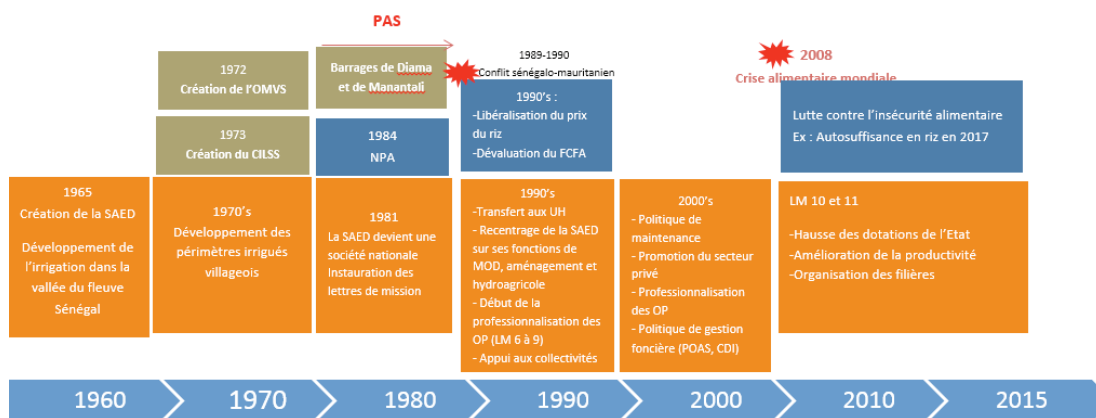 PAS
1972
Création de l'OMVS
1973
Création du CILSS
Barrages de Diama
et de Manantali
1984
NPA
1989-1990
-Conflit sénégalo-mauritanien
1990's :
-Libéralisation du prix
du riz
-Dévaluation du FCFA
2008
Crise alimentaire mondiale
Lutte contre l'insécurité alimentaire
Ex : Autosuffisance en riz en 2017
1965
Création de la SAED
Développement de
l'irrigation dans la
vallée du fleuve
Sénégal
1970's
Développement des
périmètres irrigués
villageois
1981
La SAED devient une
société nationale
Instauration des
lettres de mission
1990's
-Transfert aux UH
- Recentrage de la SAED
sur ses fonctions de
MOD, aménagement et
hydroagricole
- Début de la
professionnalisation des
OP (LM 6 à 9)
- Appui aux collectivités
2000's
- Politique de
maintenance
- Promotion du secteur
privé
- Professionnalisation
des OP
- Politique de gestion
foncière (POAS, CDI)
LM 10 et 11
-Hausse des dotations de l'Etat
-Amélioration de la productivité
-Organisation des filières
1960
1970
1980
1990
2000
2010
2015